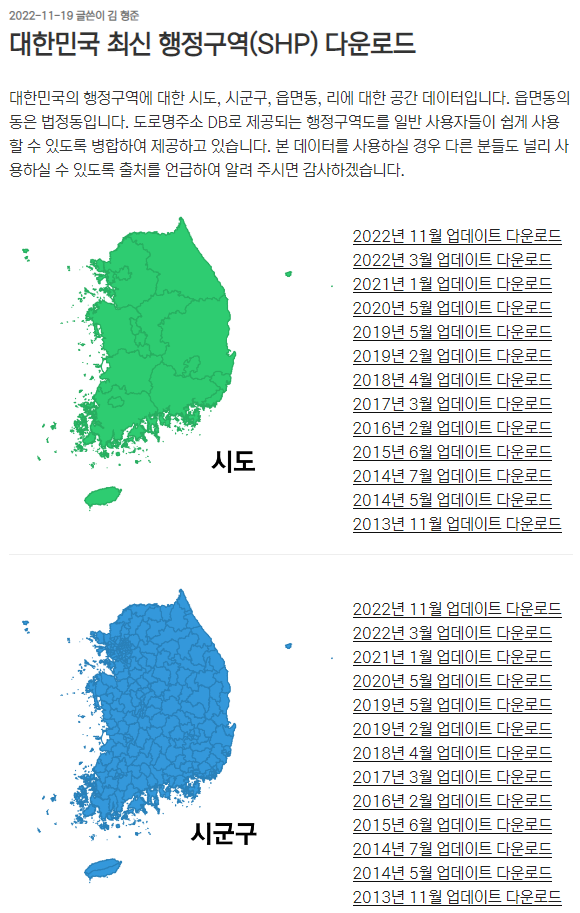 2022-11-19 글쓴이 김 형준
대한민국 최신 행정구역(SHP) 다운로드
대한민국의 행정구역에 대한 시도, 시군구, 읍면동, 리에 대한 공간 데이터입니다. 읍면동의
동은 법정동입니다. 도로명주소 DB로 제공되는 행정구역도를 일반 사용자들이 쉽게 사용
할 수 있도록 병합하여 제공하고 있습니다. 본 데이터를 사용하실 경우 다른 분들도 널리 사
용하실 수 있도록 출처를 언급하여 알려 주시면 감사하겠습니다.
시도
2022년 11월 업데이트 다운로드
2022년 3월 업데이트 다운로드
2021년 1월 업데이트 다운로드
2020년 5월 업데이트 다운로드
2019년 5월 업데이트 다운로드
2019년 2월 업데이트 다운로드
2018년 4월 업데이트 다운로드
2017년 3월 업데이트 다운로드
2016년 2월 업데이트 다운로드
2015년 6월 업데이트 다운로드
2014년 7월 업데이트 다운로드
2014년 5월 업데이트 다운로드
2013년 11월 업데이트 다운로드
시군구
2022년 11월 업데이트 다운로드
2022년 3월 업데이트 다운로드
2021년 1월 업데이트 다운로드
2020년 5월 업데이트 다운로드
2019년 5월 업데이트 다운로드
2019년 2월 업데이트 다운로드
2018년 4월 업데이트 다운로드
2017년 3월 업데이트 다운로드
2016년 2월 업데이트 다운로드
2015년 6월 업데이트 다운로드
2014년 7월 업데이트 다운로드
2014년 5월 업데이트 다운로드
2013년 11월 업데이트 다운로드